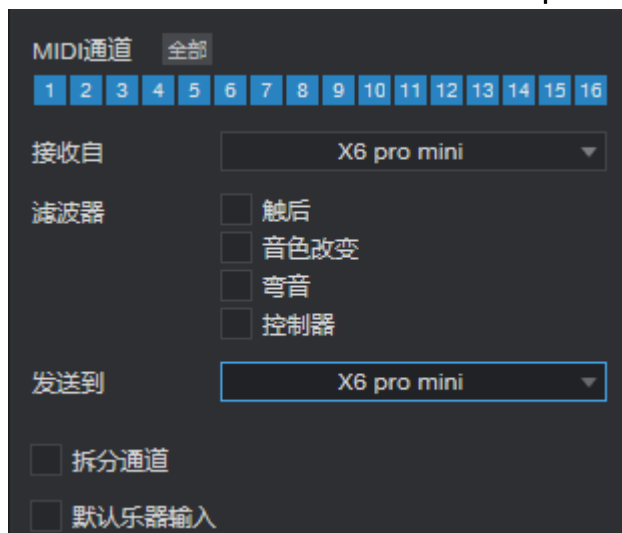 MIDI通道 全部
1 2 3 4 5 6 7 8 9 10 11 12 13 14 15 16
接收自 X6 pro mini
滤波器 触后
音色改变
弯音
控制器
发送到 X6 pro mini
拆分通道
默认乐器输入